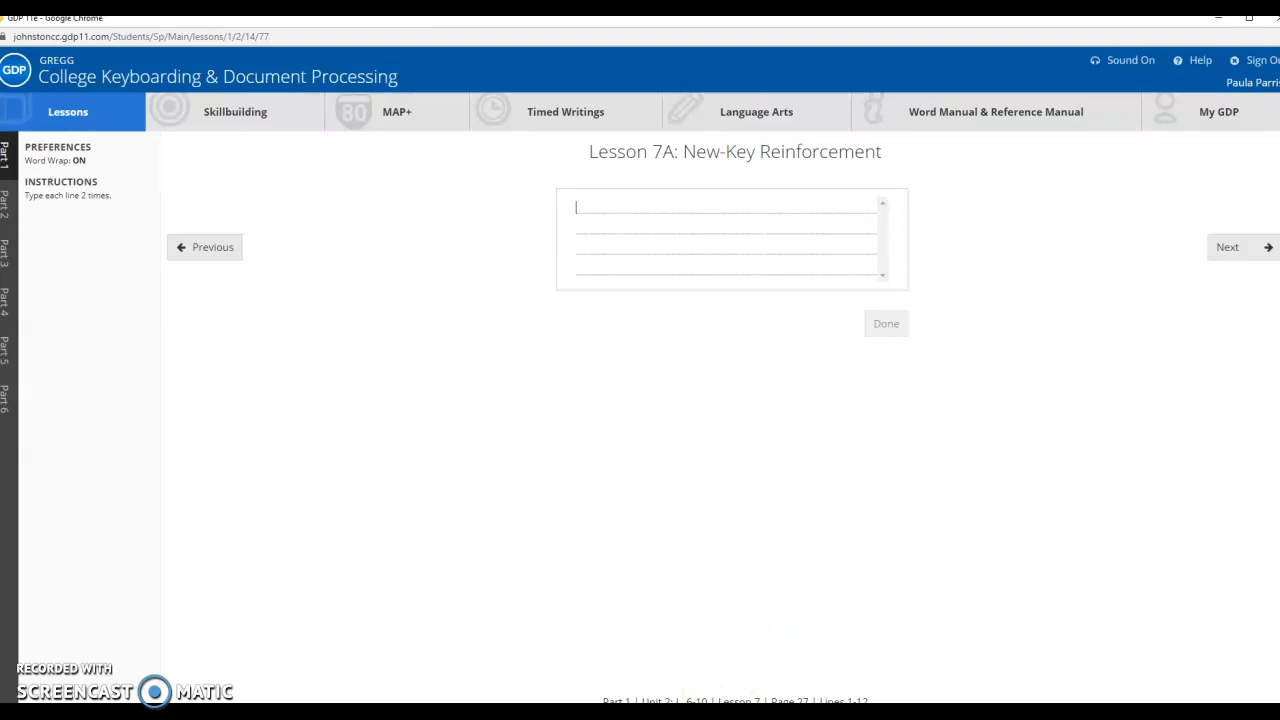 GDP 11e - Google Chrome
johnstoncc.gdp11.com/Students/Sp/Main/lessons/1/2/14/77
GDP
GREGG
College Keyboarding & Document Processing
Sound On
Help
Sign Ou
Paula Parris
Lessons
Skillbuilding
30
MAP+
Timed Writings
Language Arts
Word Manual & Reference Manual
My GDP
Part 1
Part 2
Part 3
Part 4
Part 5
Part 6
PREFERENCES
Word Wrap: ON
INSTRUCTIONS
Type each line 2 times.
Lesson 7A: New-Key Reinforcement
Previous
Next
Done
RECORDED WITH
SCREENCAST MATIC
Part 1 | Unit 2: L 6-10 | Lesson 7 | Page 27 | Lines 1-12